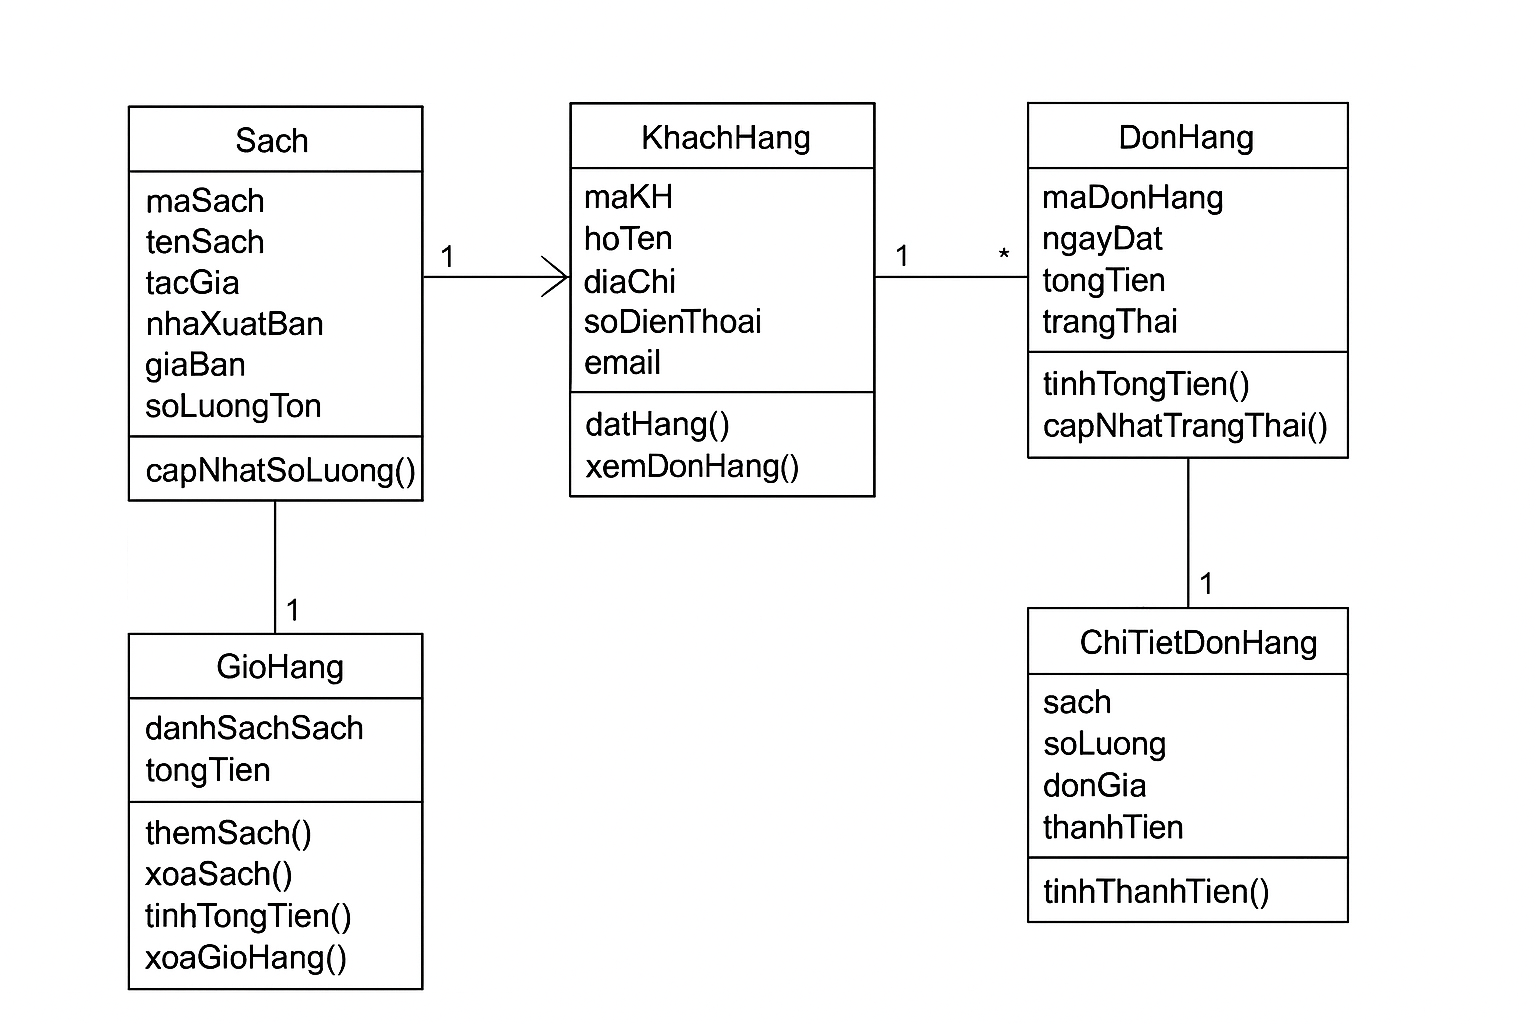 Sach
maSach
tenSach
tacGia
nhaXuatBan
giaBan
soLuongTon
capNhatSoLuong()
1
KhachHang
maKH
hoTen
diaChi
soDienThoai
email
datHang()
xemDonHang()
1
*
DonHang
maDonHang
ngayDat
tongTien
trangThai
tinhTongTien()
capNhatTrangThai()
1
GioHang
danhSachSach
tongTien
themSach()
xoaSach()
tinhTongTien()
xoaGioHang()
1
ChiTietDonHang
sach
soLuong
donGia
thanhTien
tinhThanhTien()